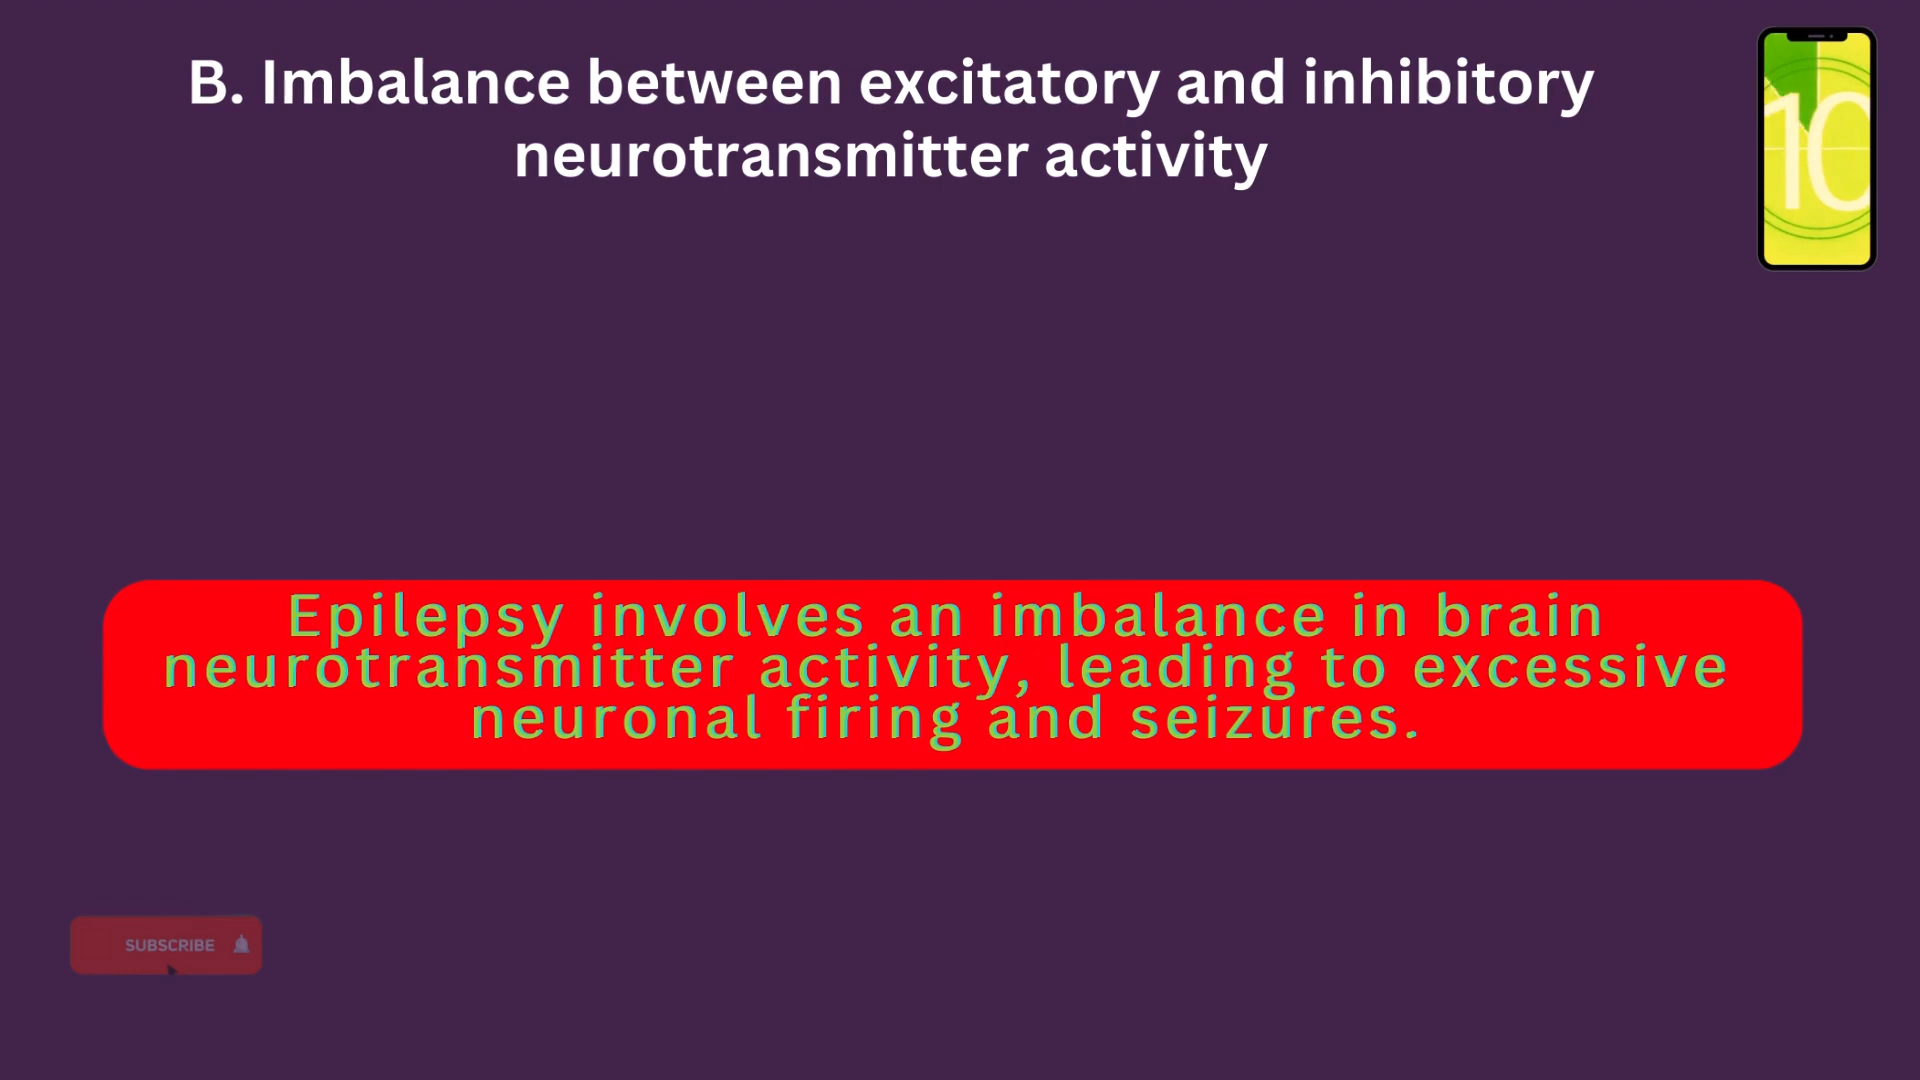 B. Imbalance between excitatory and inhibitory
neurotransmitter activity
10
Epilepsy involves an imbalance in brain
neurotransmitter activity, leading to excessive
neuronal firing and seizures.
SUBSCRIBE